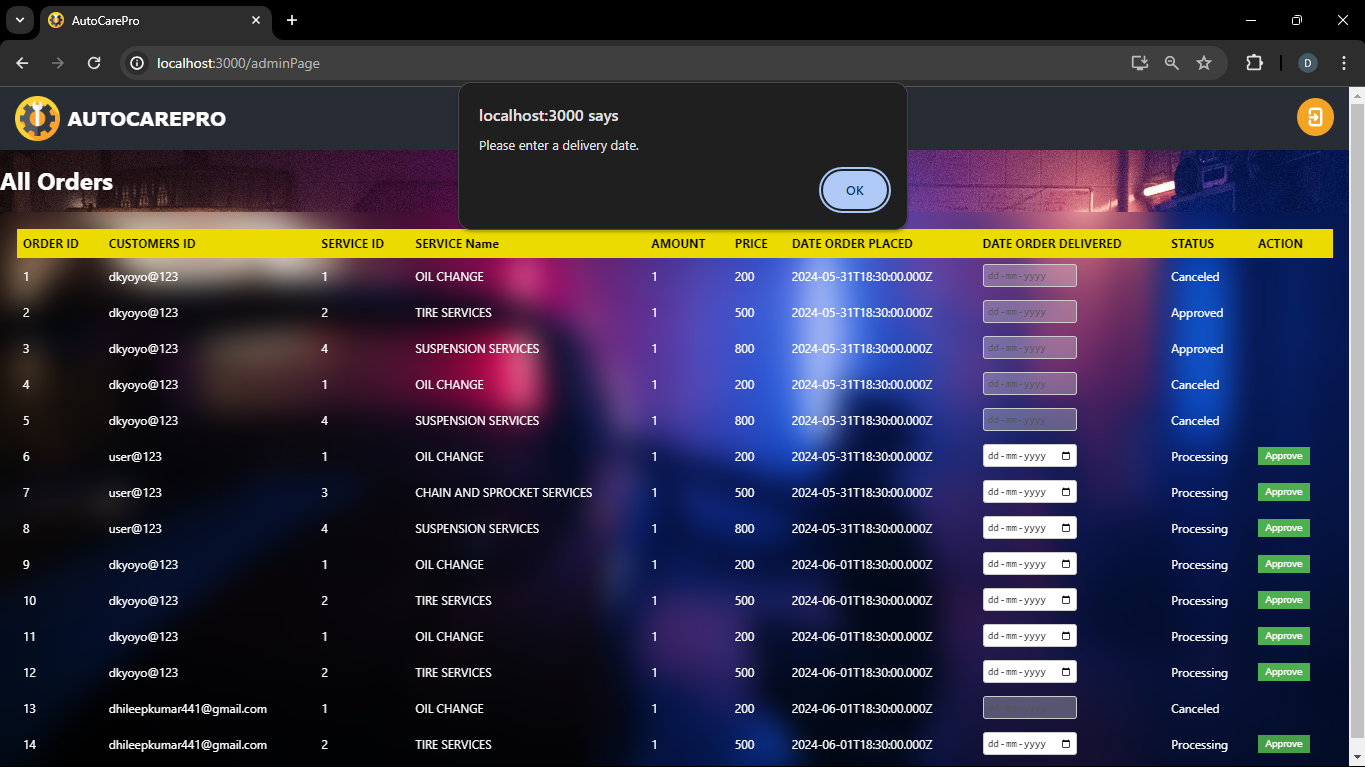 AutoCarePro
localhost:3000/adminPage
D
AUTOCAREPRO
localhost:3000 says
Please enter a delivery date.
OK
All Orders
ORDER ID CUSTOMERS ID SERVICE ID SERVICE Name AMOUNT PRICE DATE ORDER PLACED DATE ORDER DELIVERED STATUS ACTION
1 dkyoyo@123 1 OIL CHANGE 1 200 2024-05-31T18:30:00.000Z dd-mm-yyyy Canceled
2 dkyoyo@123 2 TIRE SERVICES 1 500 2024-05-31T18:30:00.000Z dd-mm-yyyy Approved
3 dkyoyo@123 4 SUSPENSION SERVICES 1 800 2024-05-31T18:30:00.000Z dd-mm-yyyy Approved
4 dkyoyo@123 1 OIL CHANGE 1 200 2024-05-31T18:30:00.000Z dd-mm-yyyy Canceled
5 dkyoyo@123 4 SUSPENSION SERVICES 1 800 2024-05-31T18:30:00.000Z dd-mm-yyyy Canceled
6 user@123 1 OIL CHANGE 1 200 2024-05-31T18:30:00.000Z dd-mm-yyyy Processing Approve
7 user@123 3 CHAIN AND SPROCKET SERVICES 1 500 2024-05-31T18:30:00.000Z dd-mm-yyyy Processing Approve
8 user@123 4 SUSPENSION SERVICES 1 800 2024-05-31T18:30:00.000Z dd-mm-yyyy Processing Approve
9 dkyoyo@123 1 OIL CHANGE 1 200 2024-06-01T18:30:00.000Z dd-mm-yyyy Processing Approve
10 dkyoyo@123 2 TIRE SERVICES 1 500 2024-06-01T18:30:00.000Z dd-mm-yyyy Processing Approve
11 dkyoyo@123 1 OIL CHANGE 1 200 2024-06-01T18:30:00.000Z dd-mm-yyyy Processing Approve
12 dkyoyo@123 2 TIRE SERVICES 1 500 2024-06-01T18:30:00.000Z dd-mm-yyyy Processing Approve
13 dhileepkumar441@gmail.com 1 OIL CHANGE 1 200 2024-06-01T18:30:00.000Z dd-mm-yyyy Canceled
14 dhileepkumar441@gmail.com 2 TIRE SERVICES 1 500 2024-06-01T18:30:00.000Z dd-mm-yyyy Processing Approve